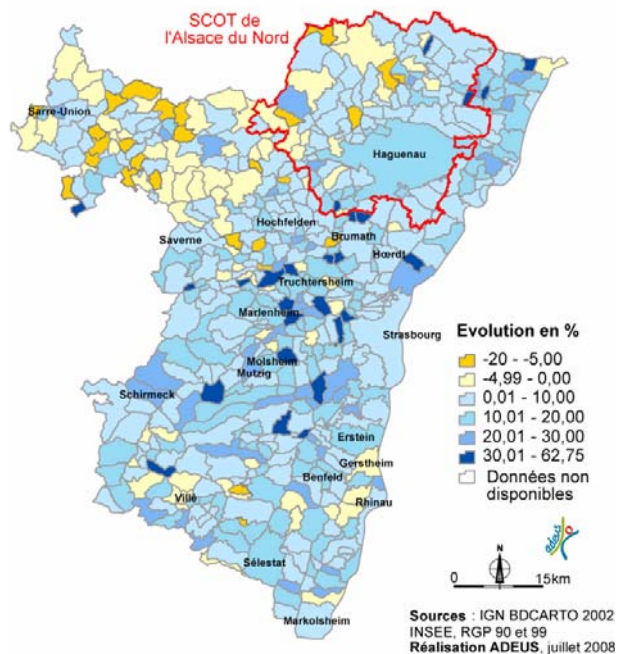 SCOT de
l'Alsace du Nord
Sarre-Union
Haguenau
Hochfelden
Brumath
Saverne
Hœrdt
Truchtersheim
Marlenheim
Strasbourg
Molsheim
Mutzig
Schirmeck
Erstein
Gerstheim
Benfeld
Rhinau
Villé
Sélestat
Markolsheim
Evolution en %
-20 - -5,00
-4,99 - 0,00
0,01 - 10,00
10,01 - 20,00
20,01 - 30,00
30,01 - 62,75
Données non
disponibles
adeus
N
0 15km
Sources : IGN BDCARTO 2002
INSEE, RGP 90 et 99
Réalisation ADEUS, juillet 2008